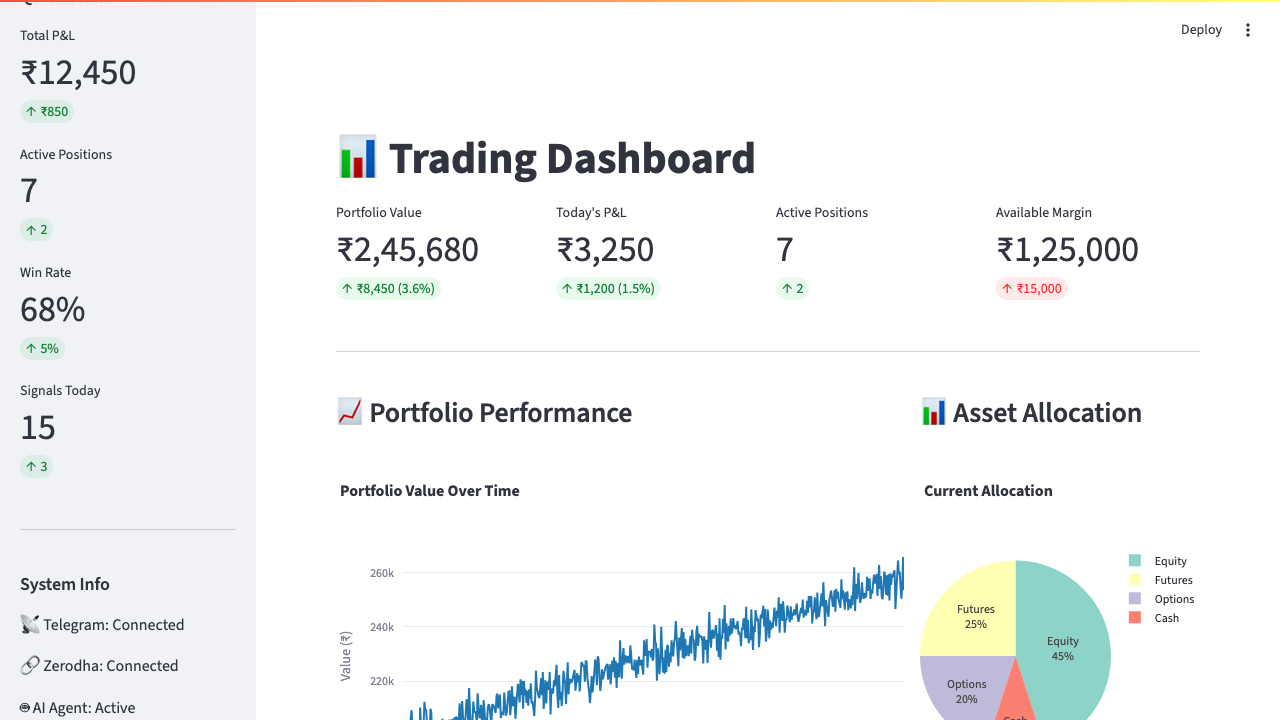 Total P&L
₹12,450
↑ ₹850
Active Positions
7
↑ 2
Win Rate
68%
↑ 5%
Signals Today
15
↑ 3
System Info
Telegram: Connected
Zerodha: Connected
AI Agent: Active
Deploy
Trading Dashboard
Portfolio Value
₹2,45,680
↑ ₹8,450 (3.6%)
Today's P&L
₹3,250
↑ ₹1,200 (1.5%)
Active Positions
7
↑ 2
Available Margin
₹1,25,000
↑ ₹15,000
Portfolio Performance
Portfolio Value Over Time
Value (₹)
260k
240k
220k
Asset Allocation
Current Allocation
Futures
25%
Equity
45%
Options
20%
Cash
Equity
Futures
Options
Cash